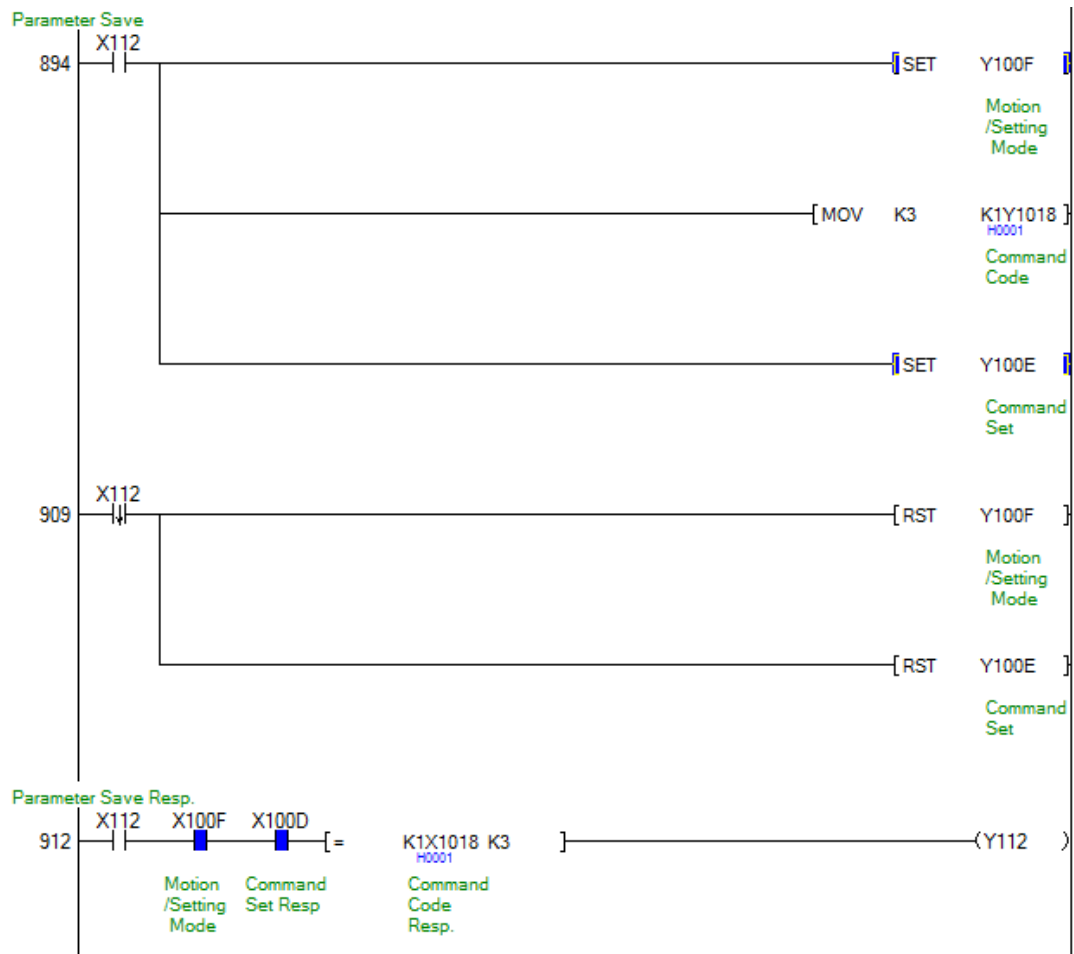 Parameter Save
X112
894 SET Y100F
Motion
/Setting
Mode
MOV K3 K1Y1018
H0001
Command
Code
SET Y100E
Command
Set
X112
909 RST Y100F
Motion
/Setting
Mode
RST Y100E
Command
Set
Parameter Save Resp.
X112 X100F X100D
912 = K1X1018 K3 Y112
H0001
Motion Command Command
/Setting Set Resp Code
Mode Resp.